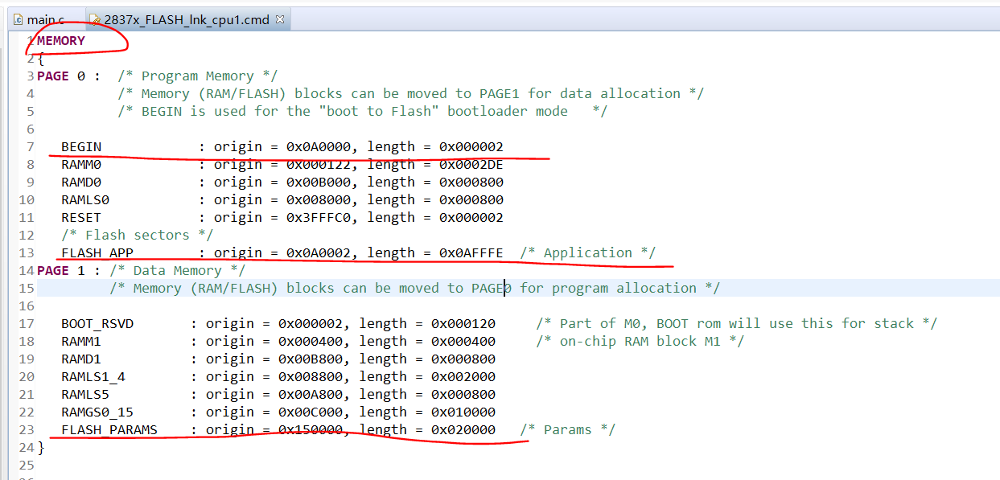 main.c 2837x_FLASH_lnk_cpu1.cmd
1 MEMORY
2 {
3 PAGE 0 : /* Program Memory */
4 /* Memory (RAM/FLASH) blocks can be moved to PAGE1 for data allocation */
5 /* BEGIN is used for the "boot to Flash" bootloader mode */
6
7 BEGIN : origin = 0x0A0000, length = 0x000002
8 RAMM0 : origin = 0x000122, length = 0x0002DE
9 RAMD0 : origin = 0x00B000, length = 0x000800
10 RAMLS0 : origin = 0x008000, length = 0x000800
11 RESET : origin = 0x3FFFC0, length = 0x000002
12 /* Flash sectors */
13 FLASH_APP : origin = 0x0A0002, length = 0x0AFFFE /* Application */
14 PAGE 1 : /* Data Memory */
15 /* Memory (RAM/FLASH) blocks can be moved to PAGE0 for program allocation */
16
17 BOOT_RSVD : origin = 0x000002, length = 0x000120 /* Part of M0, BOOT rom will use this for stack */
18 RAMM1 : origin = 0x000400, length = 0x000400 /* on-chip RAM block M1 */
19 RAMD1 : origin = 0x00B800, length = 0x000800
20 RAMLS1_4 : origin = 0x008800, length = 0x002000
21 RAMLS5 : origin = 0x00A800, length = 0x000800
22 RAMGS0_15 : origin = 0x00C000, length = 0x010000
23 FLASH_PARAMS : origin = 0x150000, length = 0x020000 /* Params */
24 }
25